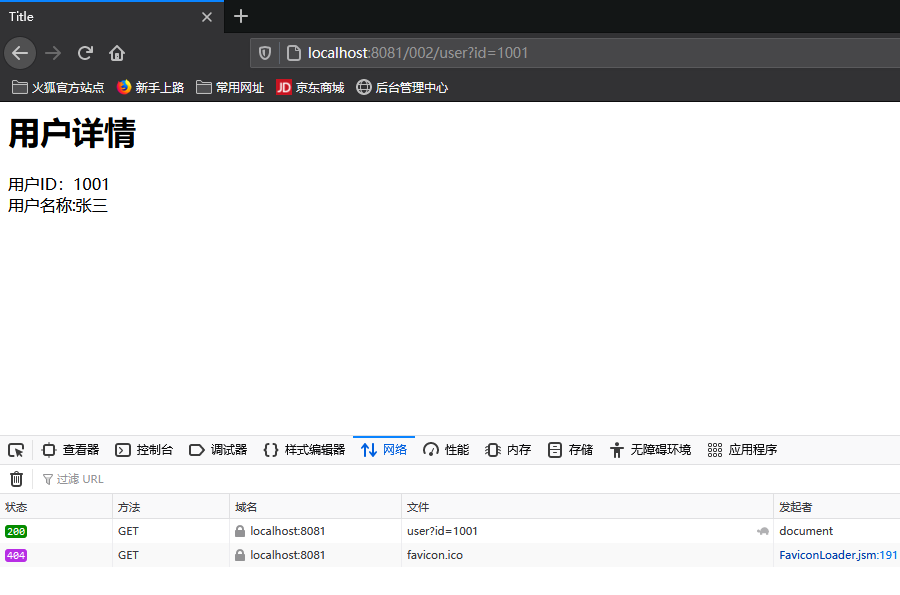 Title
localhost:8081/002/user?id=1001
火狐官方站点 新手上路 常用网址 JD 京东商城 后台管理中心
用户详情
用户ID：1001
用户名称:张三
查看器 控制台 调试器 样式编辑器 网络 性能 内存 存储 无障碍环境 应用程序
过滤 URL
状态 方法 域名 文件 发起者
200 GET localhost:8081 user?id=1001 document
404 GET localhost:8081 favicon.ico FaviconLoader.jsm:191